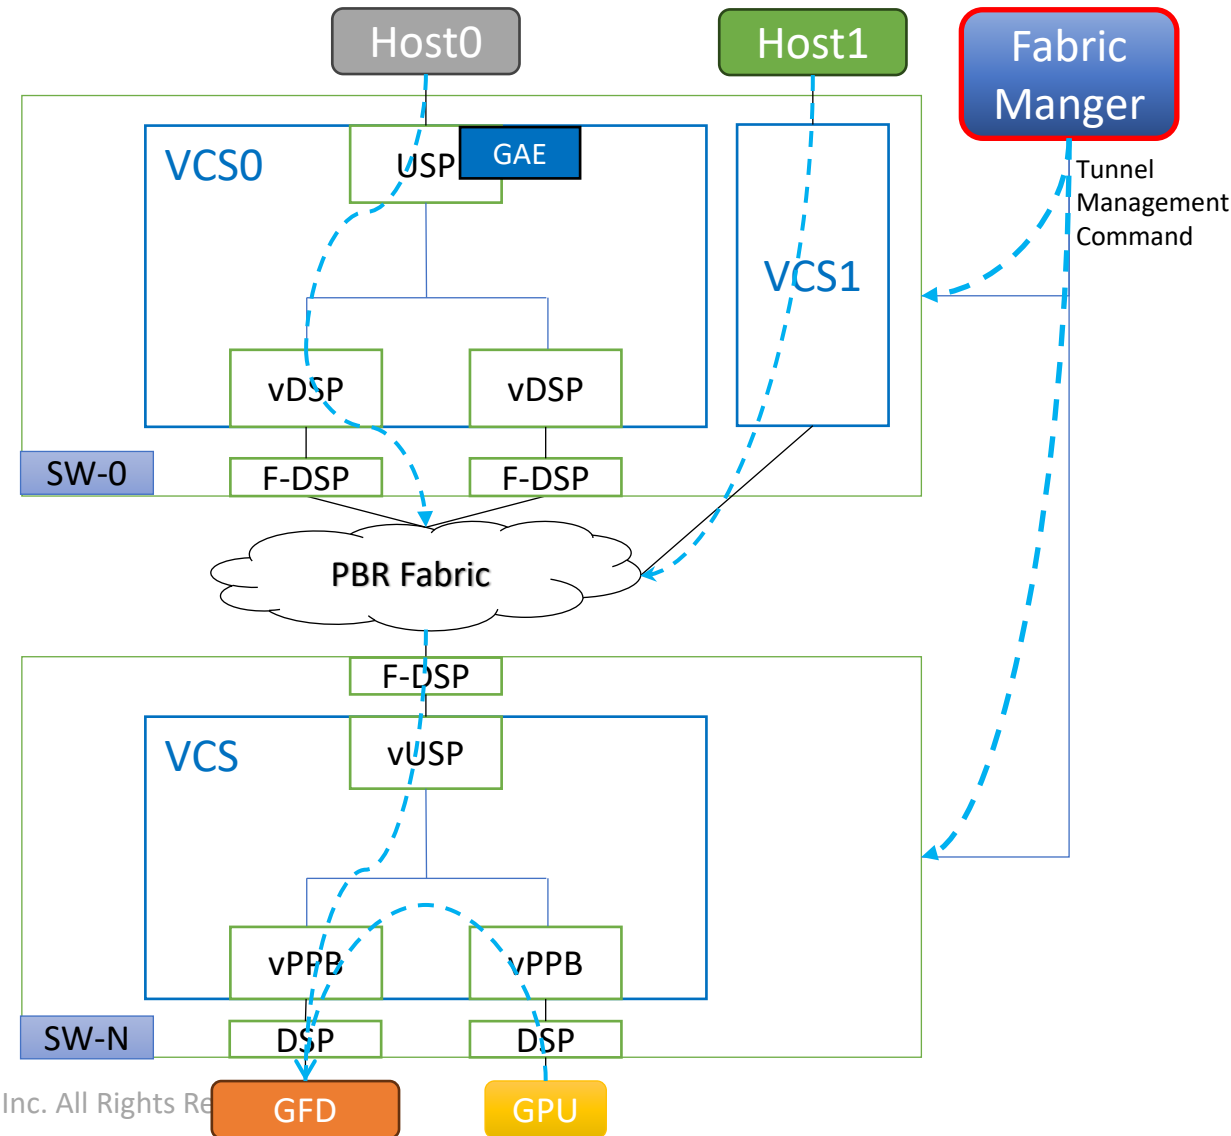 Host0
Host1
Fabric
Manger
Tunnel
Management
Command
VCS0
USP
GAE
VCS1
vDSP
vDSP
SW-0
F-DSP
F-DSP
PBR Fabric
F-DSP
VCS
vUSP
vPPB
vPPB
SW-N
DSP
DSP
Inc. All Rights Re
GFD
GPU